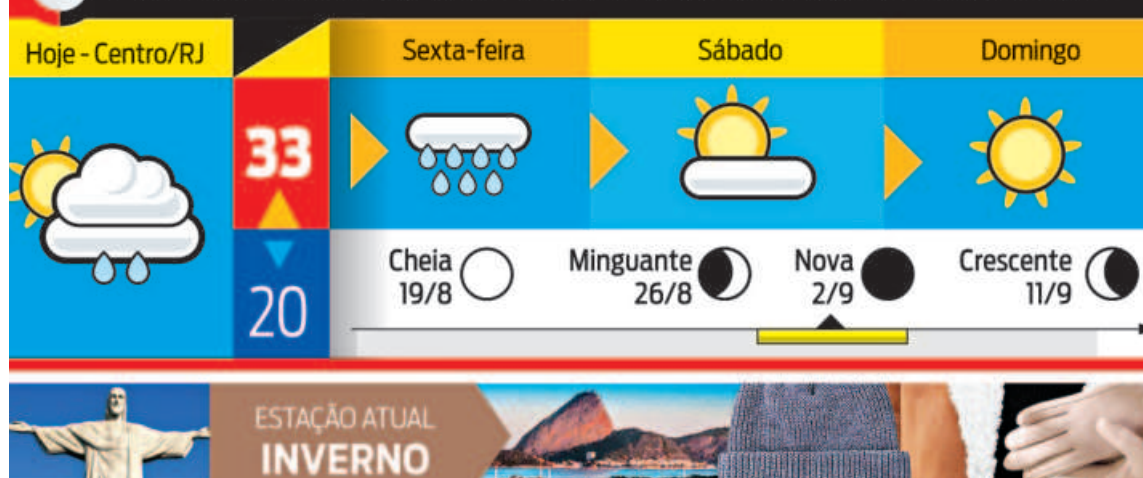 Hoje - Centro/RJ
Sexta-feira
Sábado
Domingo
33
20
Cheia
19/8
Minguante
26/8
Nova
2/9
Crescente
11/9
ESTAÇÃO ATUAL
INVERNO